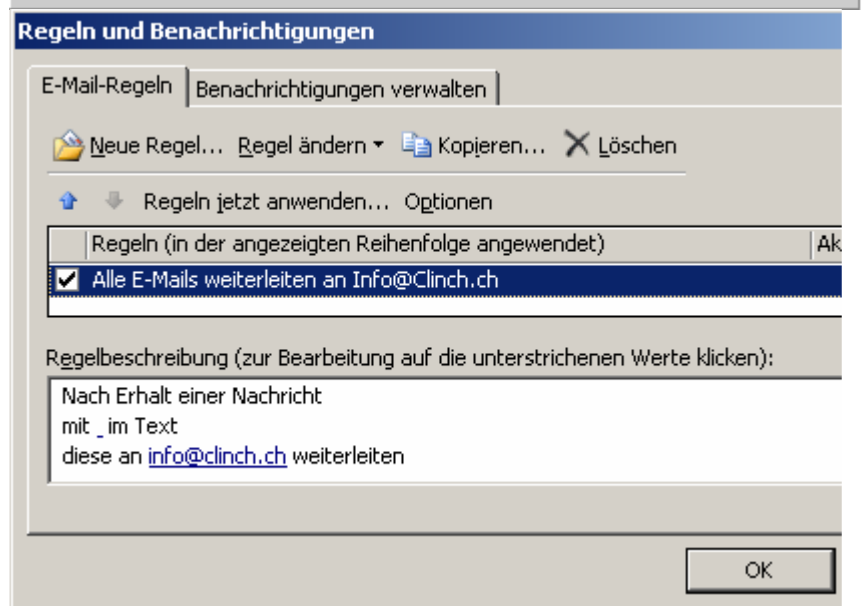 Regeln und Benachrichtigungen
E-Mail-Regeln Benachrichtigungen verwalten
Neue Regel... Regel ändern Kopieren... Löschen
Regeln jetzt anwenden... Optionen
Regeln (in der angezeigten Reihenfolge angewendet) Ak
Alle E-Mails weiterleiten an Info@Clinch.ch
Regelbeschreibung (zur Bearbeitung auf die unterstrichenen Werte klicken):
Nach Erhalt einer Nachricht
mit _ im Text
diese an info@clinch.ch weiterleiten
OK